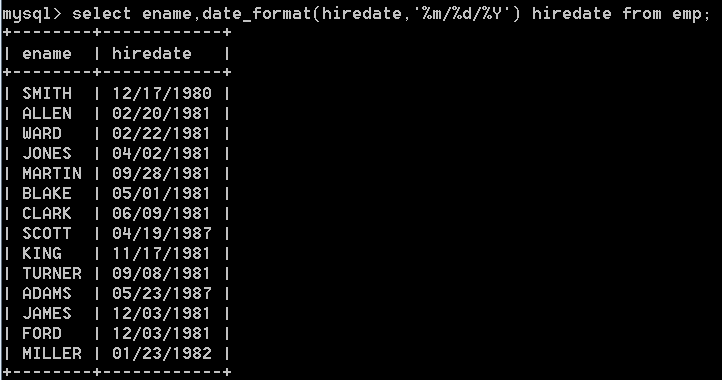 mysql> select ename,date_format(hiredate,'%m/%d/%Y') hiredate from emp;
+--------+------------+
| ename  | hiredate   |
+--------+------------+
| SMITH  | 12/17/1980 |
| ALLEN  | 02/20/1981 |
| WARD   | 02/22/1981 |
| JONES  | 04/02/1981 |
| MARTIN | 09/28/1981 |
| BLAKE  | 05/01/1981 |
| CLARK  | 06/09/1981 |
| SCOTT  | 04/19/1987 |
| KING   | 11/17/1981 |
| TURNER | 09/08/1981 |
| ADAMS  | 05/23/1987 |
| JAMES  | 12/03/1981 |
| FORD   | 12/03/1981 |
| MILLER | 01/23/1982 |
+--------+------------+